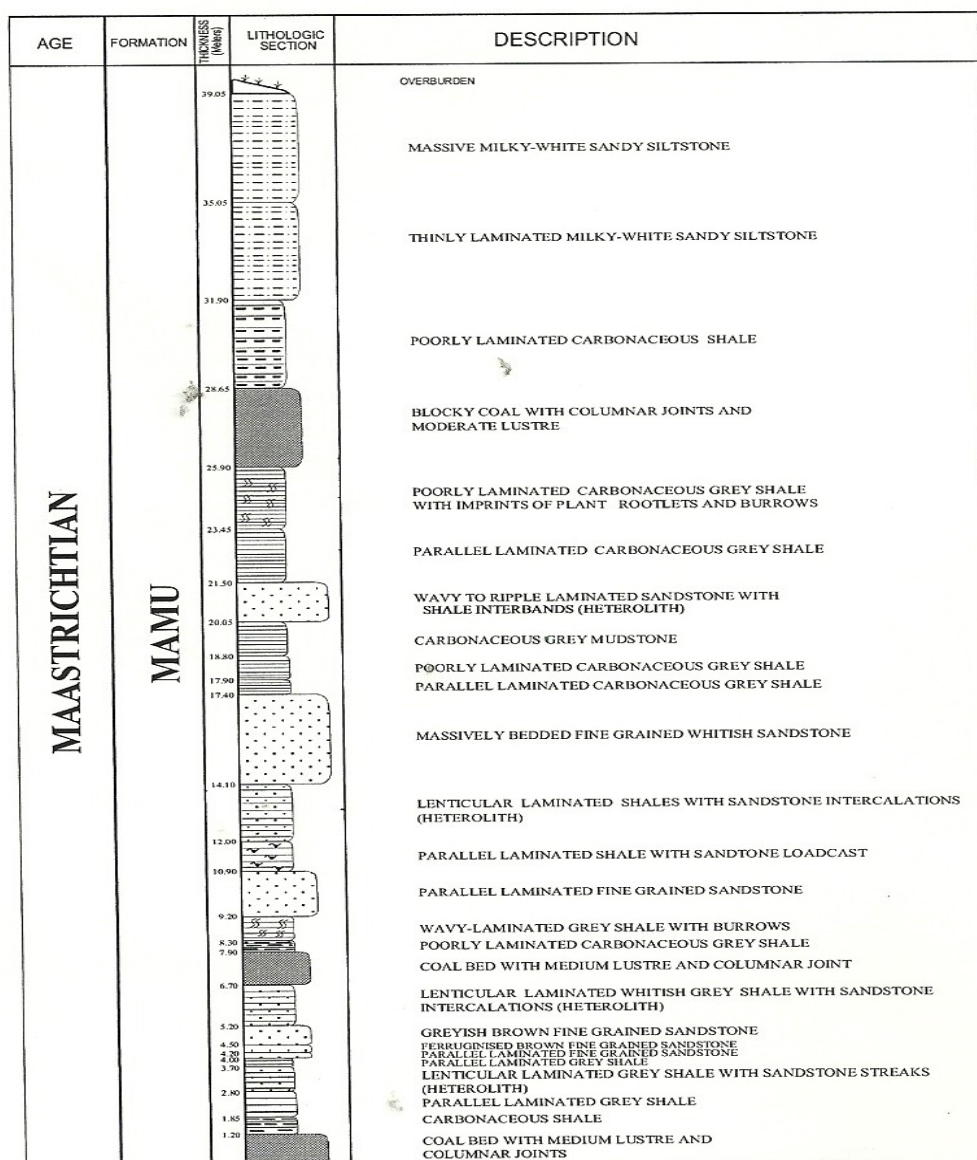 AGE
FORMATION
THICKNESS
(Meters)
LITHOLOGIC
SECTION
DESCRIPTION
MAASTRICHTIAN
MAMU
OVERBURDEN
39.05
MASSIVE MILKY-WHITE SANDY SILTSTONE
35.05
THINLY LAMINATED MILKY-WHITE SANDY SILTSTONE
31.90
POORLY LAMINATED CARBONACEOUS SHALE
28.65
BLOCKY COAL WITH COLUMNAR JOINTS AND
MODERATE LUSTRE
25.90
POORLY LAMINATED CARBONACEOUS GREY SHALE
WITH IMPRINTS OF PLANT ROOTLETS AND BURROWS
23.45
PARALLEL LAMINATED CARBONACEOUS GREY SHALE
21.50
WAVY TO RIPPLE LAMINATED SANDSTONE WITH
SHALE INTERBANDS (HETEROLITH)
20.05
CARBONACEOUS GREY MUDSTONE
18.80
POORLY LAMINATED CARBONACEOUS GREY SHALE
17.90
PARALLEL LAMINATED CARBONACEOUS GREY SHALE
17.40
MASSIVELY BEDDED FINE GRAINED WHITISH SANDSTONE
14.10
LENTICULAR LAMINATED SHALES WITH SANDSTONE INTERCALATIONS
(HETEROLITH)
12.00
PARALLEL LAMINATED SHALE WITH SANDTONE LOADCAST
10.90
PARALLEL LAMINATED FINE GRAINED SANDSTONE
9.20
WAVY-LAMINATED GREY SHALE WITH BURROWS
8.30
POORLY LAMINATED CARBONACEOUS GREY SHALE
7.90
COAL BED WITH MEDIUM LUSTRE AND COLUMNAR JOINT
6.70
LENTICULAR LAMINATED WHITISH GREY SHALE WITH SANDSTONE
INTERCALATIONS (HETEROLITH)
5.20
GREYISH BROWN FINE GRAINED SANDSTONE
4.50
FERRUGINISED BROWN FINE GRAINED SANDSTONE
4.20
PARALLEL LAMINATED FINE GRAINED SANDSTONE
4.00
PARALLEL LAMINATED GREY SHALE
3.70
LENTICULAR LAMINATED GREY SHALE WITH SANDSTONE STREAKS
(HETEROLITH)
2.80
PARALLEL LAMINATED GREY SHALE
1.85
CARBONACEOUS SHALE
1.20
COAL BED WITH MEDIUM LUSTRE AND
COLUMNAR JOINTS